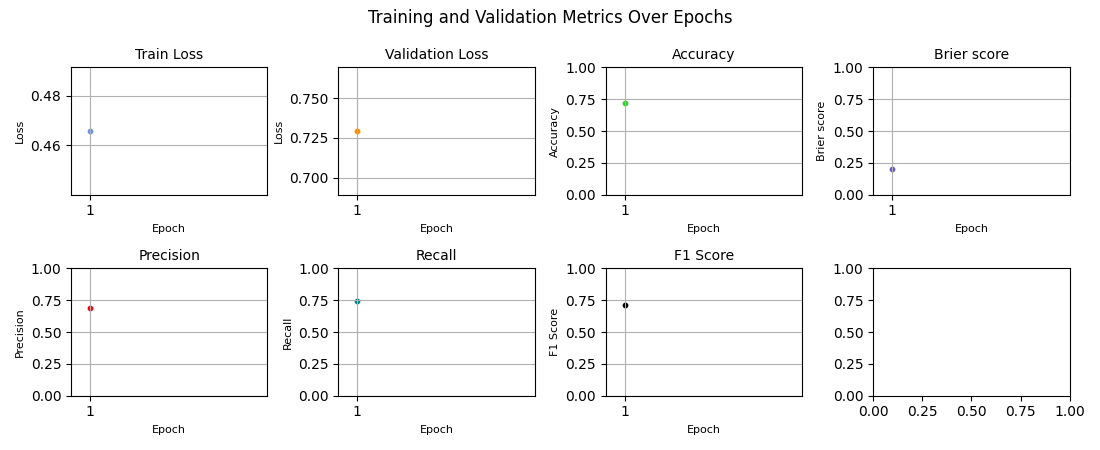 Training and Validation Metrics Over Epochs
Train Loss
Validation Loss
Accuracy
Brier score
Loss
0.48
0.46
1
Epoch
Loss
0.750
0.725
0.700
1
Epoch
Accuracy
1.00
0.75
0.50
0.25
0.00
1
Epoch
Brier score
1.00
0.75
0.50
0.25
0.00
1
Epoch
Precision
Recall
F1 Score
Precision
1.00
0.75
0.50
0.25
0.00
1
Epoch
Recall
1.00
0.75
0.50
0.25
0.00
1
Epoch
F1 Score
1.00
0.75
0.50
0.25
0.00
1
Epoch
1.00
0.75
0.50
0.25
0.00
0.00 0.25 0.50 0.75 1.00